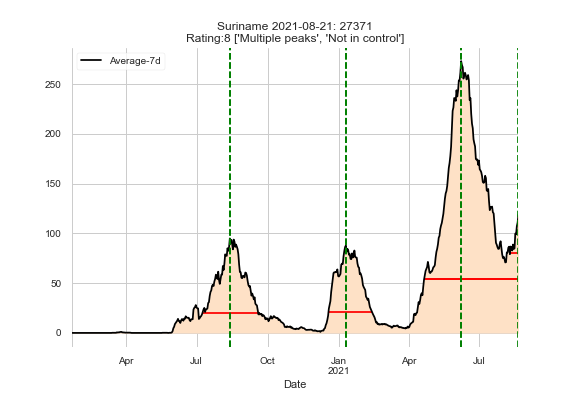 Suriname 2021-08-21: 27371
Rating:8 ['Multiple peaks', 'Not in control']
Average-7d
250
200
150
100
50
0
Apr Jul Oct Jan Apr Jul
2021
Date